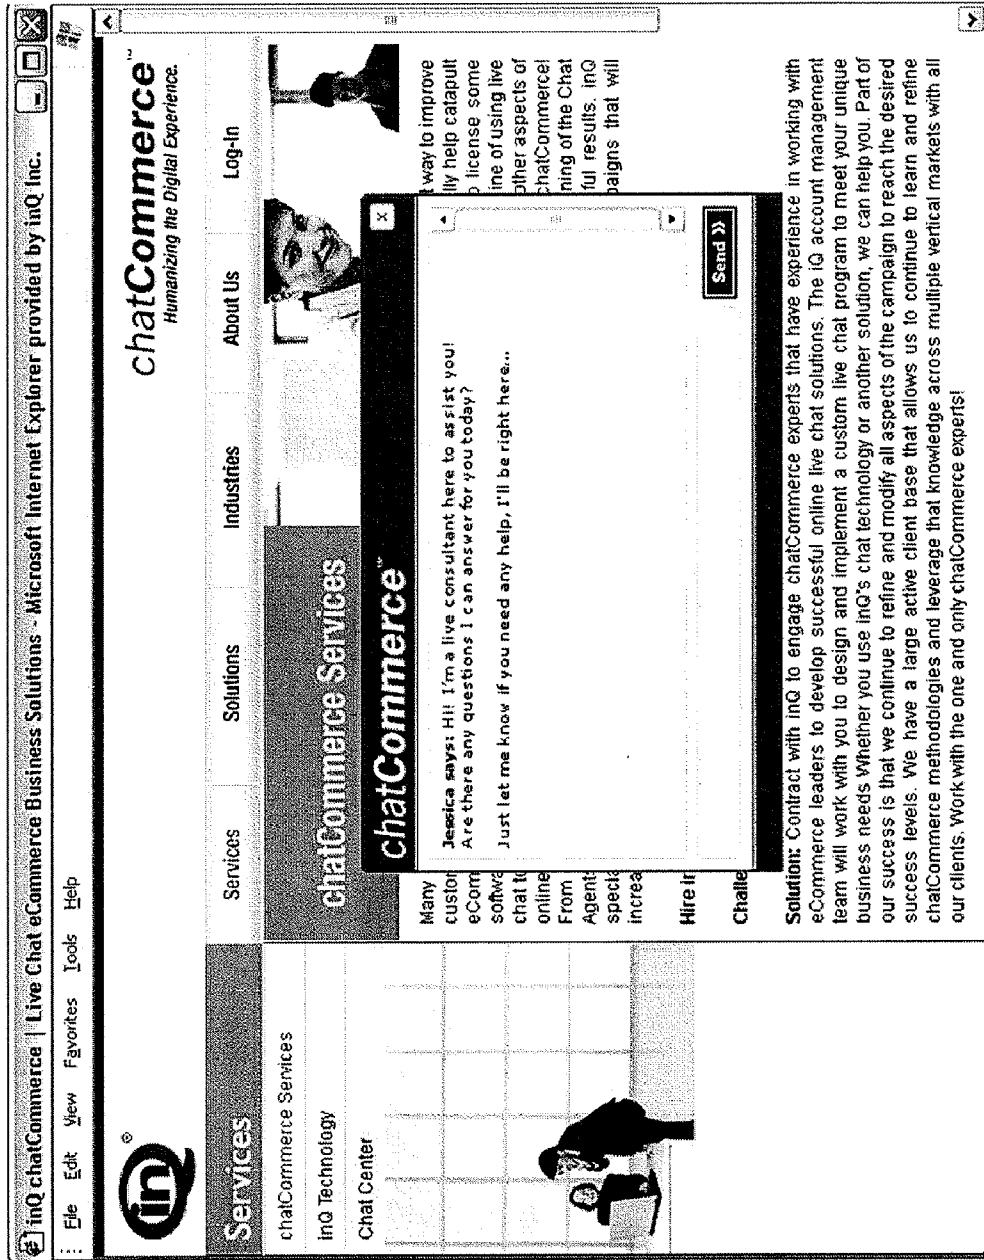 inQ chatCommerce | Live Chat eCommerce Business Solutions - Microsoft Internet Explorer provided by inQ Inc.
File Edit View Favorites Tools Help
inQ®
chatCommerce™
Humanizing the Digital Experience.
Services Solutions Industries About Us Log-In
Services
chatCommerce Services
inQ Technology
Chat Center
chatCommerce Services
Many t way to improve
custor lly help catapult
eCom o license some
softwa ine of using live
chat to other aspects of
online chatCommerce!
From ning of the Chat
Agent ful results. inQ
specia paigns that will
increa
Hire ir
Challe
chatCommerce™
x
Jessica says: Hi! I'm a live consultant here to assist you!
Are there any questions I can answer for you today?
Just let me know if you need any help, I'll be right here...
Send »
Solution: Contract with inQ to engage chatCommerce experts that have experience in working with
eCommerce leaders to develop successful online live chat solutions. The iQ account management
team will work with you to design and implement a custom live chat program to meet your unique
business needs Whether you use inQ's chat technology or another solution, we can help you. Part of
our success is that we continue to refine and modify all aspects of the campaign to reach the desired
success levels. We have a large active client base that allows us to continue to learn and refine
chatCommerce methodologies and leverage that knowledge across multiple vertical markets with all
our clients. Work with the one and only chatCommerce experts!